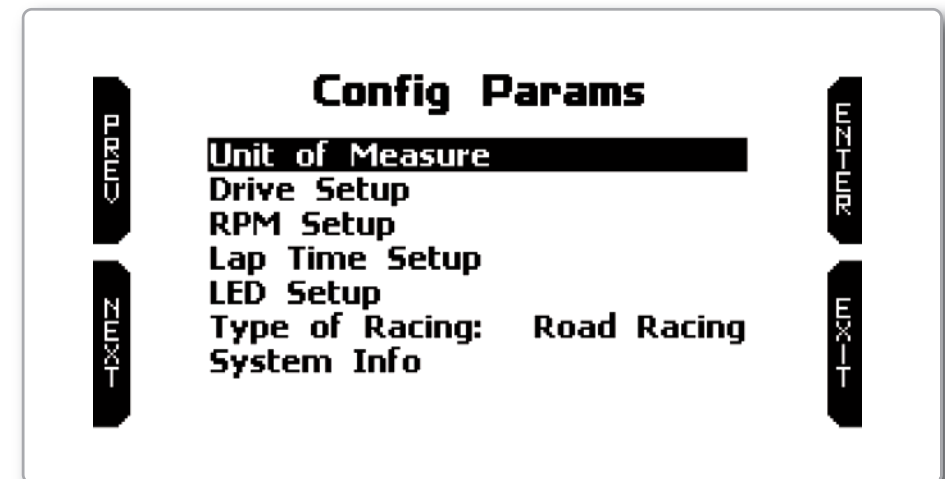 Config Params
PREV
NEXT
Unit of Measure
Drive Setup
RPM Setup
Lap Time Setup
LED Setup
Type of Racing: Road Racing
System Info
ENTER
EXIT